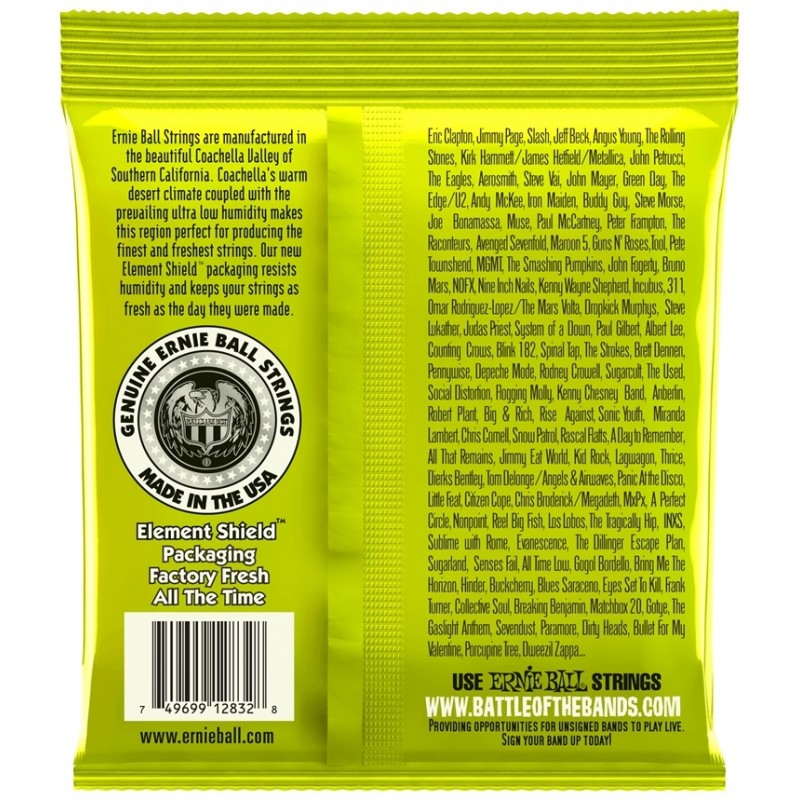 Ernie Ball Strings are manufactured in
the beautiful Coachella Valley of
Southern California. Coachella's warm
desert climate coupled with the
prevailing ultra low humidity makes
this region perfect for producing the
finest and freshest strings. Our new
Element Shield™ packaging resists
humidity and keeps your strings as
fresh as the day they were made.
GENUINE ERNIE BALL STRINGS
MADE IN THE USA
Element Shield™
Packaging
Factory Fresh
All The Time
7 49699 12832 8
www.ernieball.com
Eric Clapton, Jimmy Page, Slash, Jeff Beck, Angus Young, The Rolling
Stones, Kirk Hammett/James Hetfield/Metallica, John Petrucci,
The Eagles, Aerosmith, Steve Vai, John Mayer, Green Day, The
Edge/U2, Andy McKee, Iron Maiden, Buddy Guy, Steve Morse,
Joe Bonamassa, Muse, Paul McCartney, Peter Frampton, The
Raconteurs, Avenged Sevenfold, Maroon 5, Guns N' Roses,Tool, Pete
Townshend, MGMT, The Smashing Pumpkins, John Fogerty, Bruno
Mars, NOFX, Nine Inch Nails, Kenny Wayne Shepherd, Incubus, 311,
Omar Rodriguez-Lopez/The Mars Volta, Dropkick Murphys, Steve
Lukather, Judas Priest, System of a Down, Paul Gilbert, Albert Lee,
Counting Crows, Blink 182, Spinal Tap, The Strokes, Brett Dennen,
Pennywise, Depeche Mode, Rodney Crowell, Sugarcult, The Used,
Social Distortion, Flogging Molly, Kenny Chesney Band, Anberlin,
Robert Plant, Big & Rich, Rise Against, Sonic Youth, Miranda
Lambert, Chris Cornell, Snow Patrol, Rascal Flatts, A Day to Remember,
All That Remains, Jimmy Eat World, Kid Rock, Lagwagon, Thrice,
Dierks Bentley, Tom Delonge/Angels & Airwaves, Panic At the Disco,
Little Feat, Citizen Cope, Chris Broderick/Megadeth, MxPx, A Perfect
Circle, Nonpoint, Reel Big Fish, Los Lobos, The Tragically Hip, INXS,
Sublime with Rome, Evanescence, The Dillinger Escape Plan,
Sugarland, Senses Fail, All Time Low, Gogol Bordello, Bring Me The
Horizon, Hinder, Buckcherry, Blues Saraceno, Eyes Set To Kill, Frank
Turner, Collective Soul, Breaking Benjamin, Matchbox 20, Gotye, The
Gaslight Anthem, Sevendust, Paramore, Dirty Heads, Bullet For My
Valentine, Porcupine Tree, Dweezil Zappa...
USE ERNIE BALL STRINGS
WWW.BATTLEOFTHEBANDS.COM
PROVIDING OPPORTUNITIES FOR UNSIGNED BANDS TO PLAY LIVE.
SIGN YOUR BAND UP TODAY!